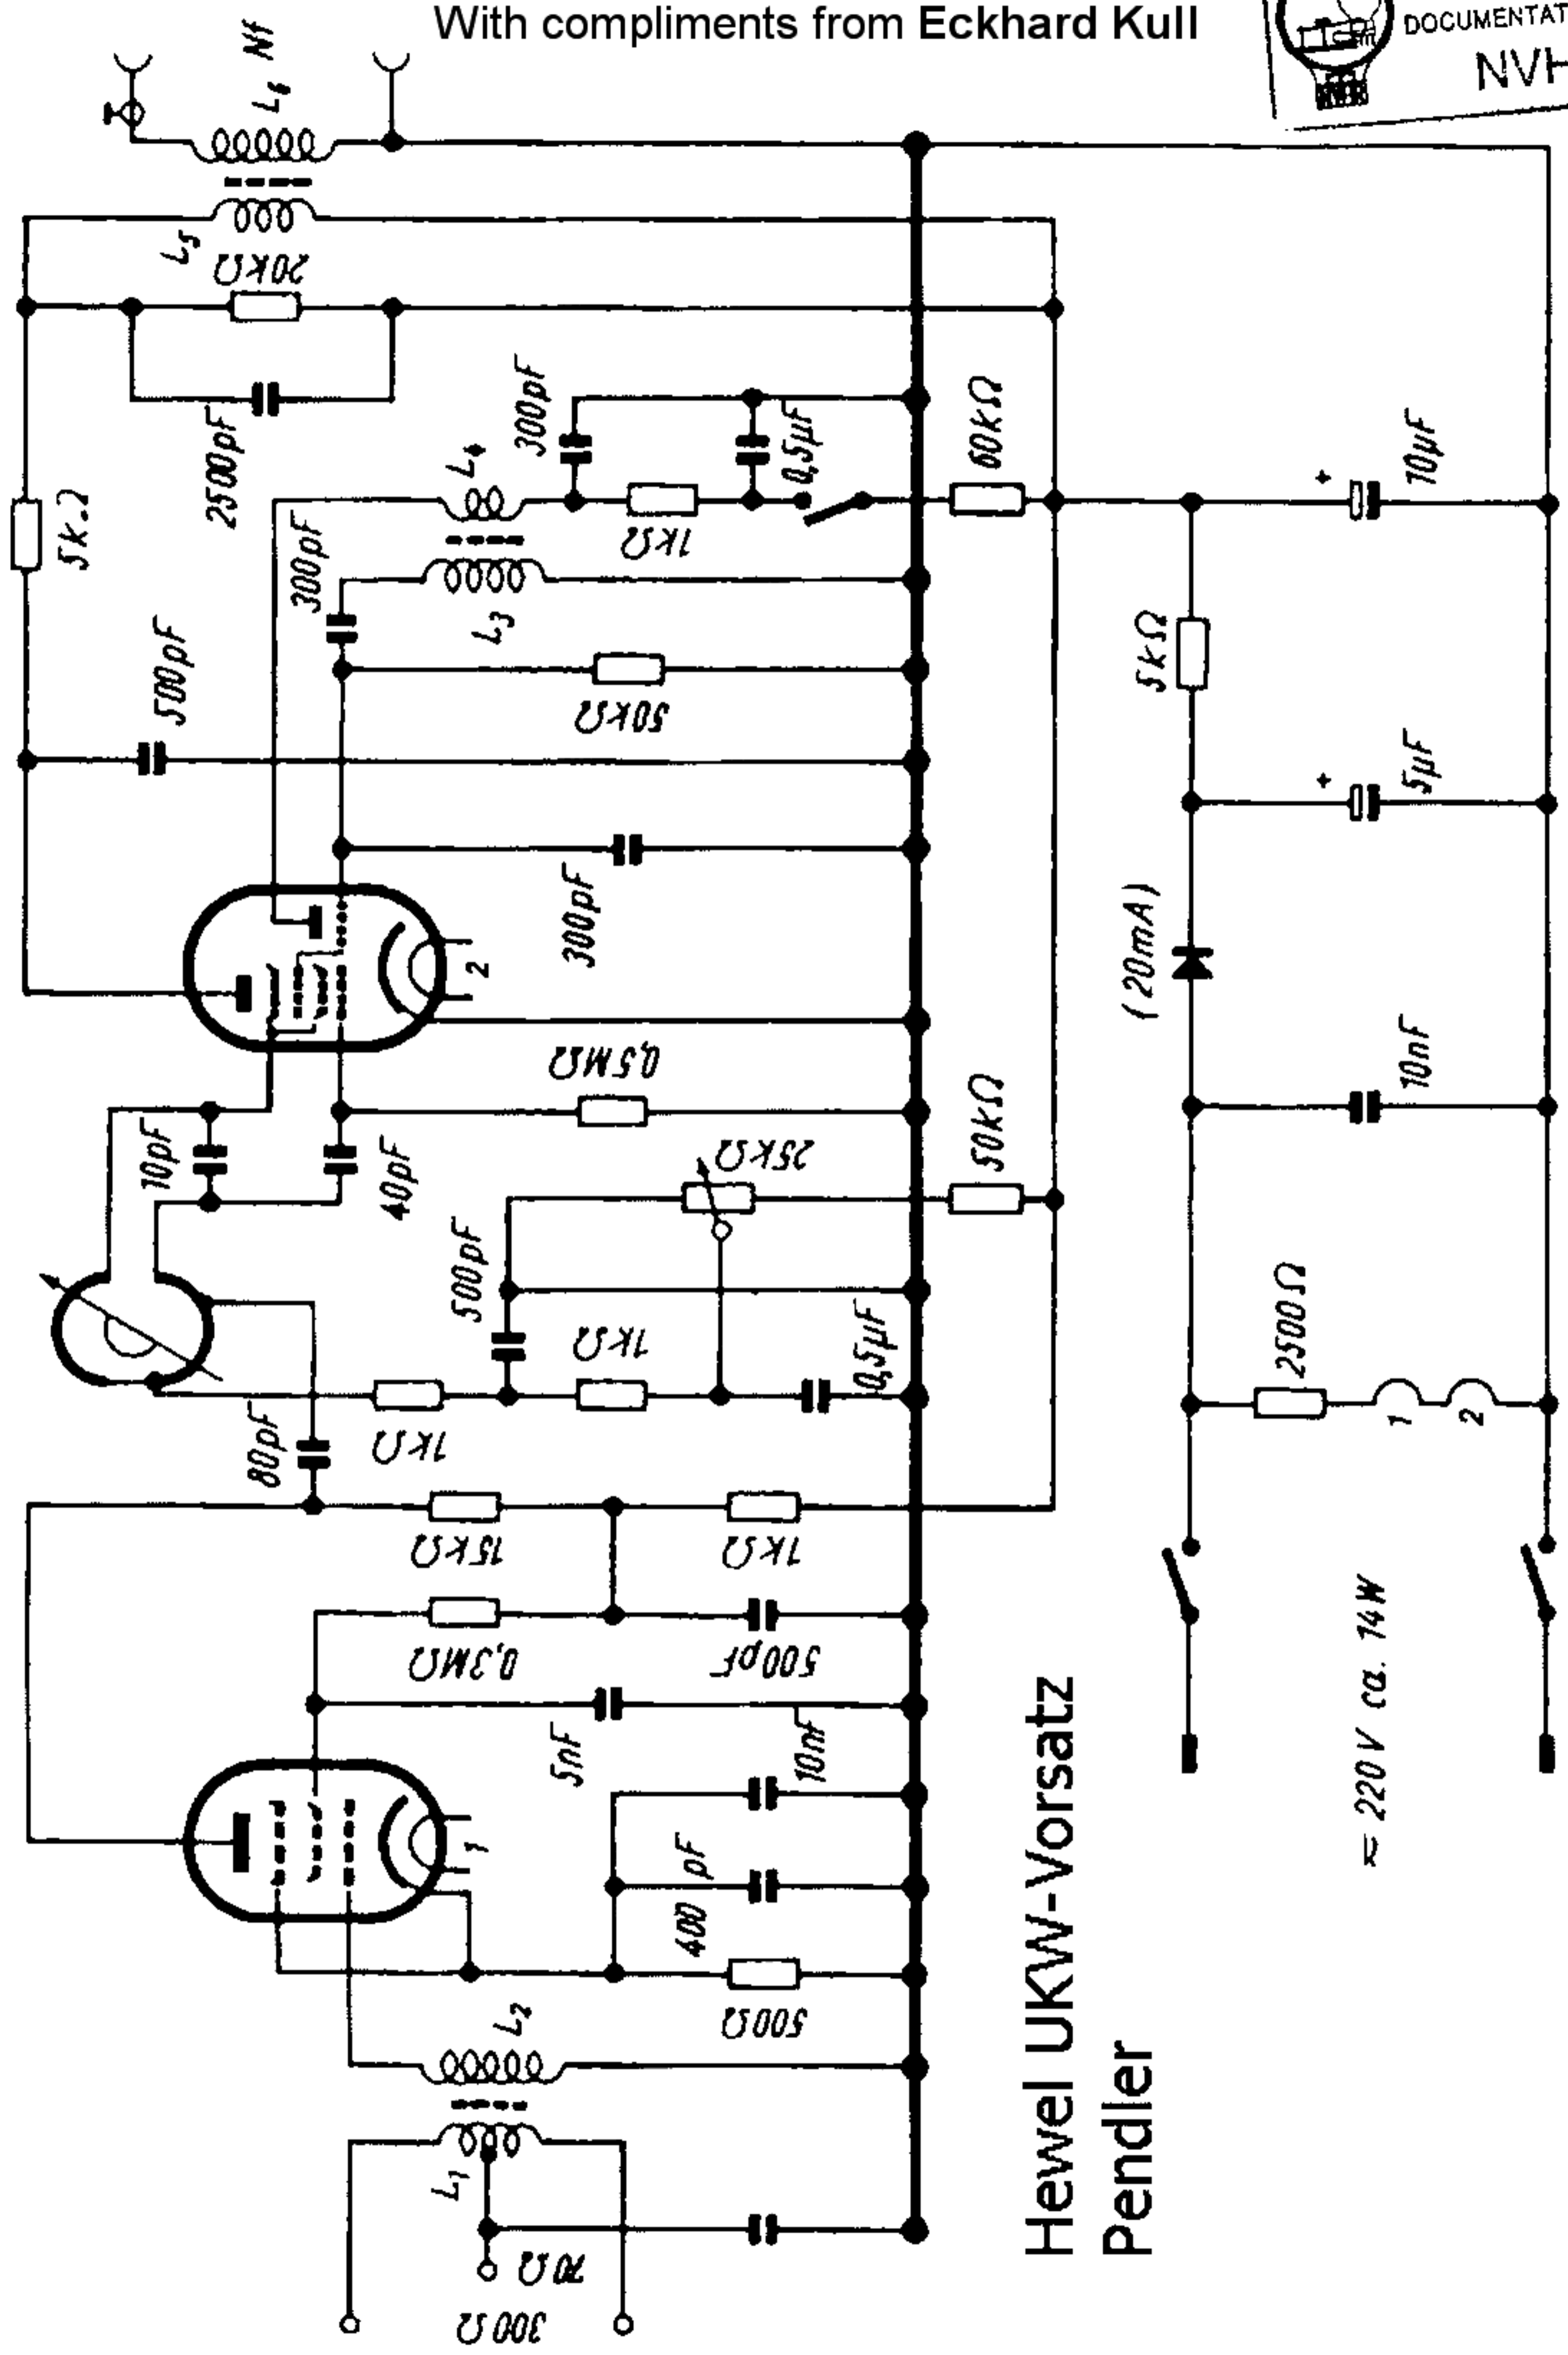 With compliments from Eckhard Kull
DOCUMENTAT
NVH
L6 Nf
L5
20kΩ
2500pF
5kΩ
300pF
L4
300pF
1kΩ
0,5µF
60kΩ
L3
500pF
50kΩ
300pF
2
0,5MΩ
10pF
40pF
25kΩ
50kΩ
500pF
1kΩ
0,5µF
80pF
1kΩ
15kΩ
1kΩ
0,3MΩ
500pF
5nF
10nF
400 pF
1
500Ω
L2
L1
70Ω
300Ω
+
10µF
5kΩ
+
5µF
(20mA)
10nF
2500Ω
1
2
≈ 220V ca. 14W
Hewel UKW-Vorsatz
Pendler